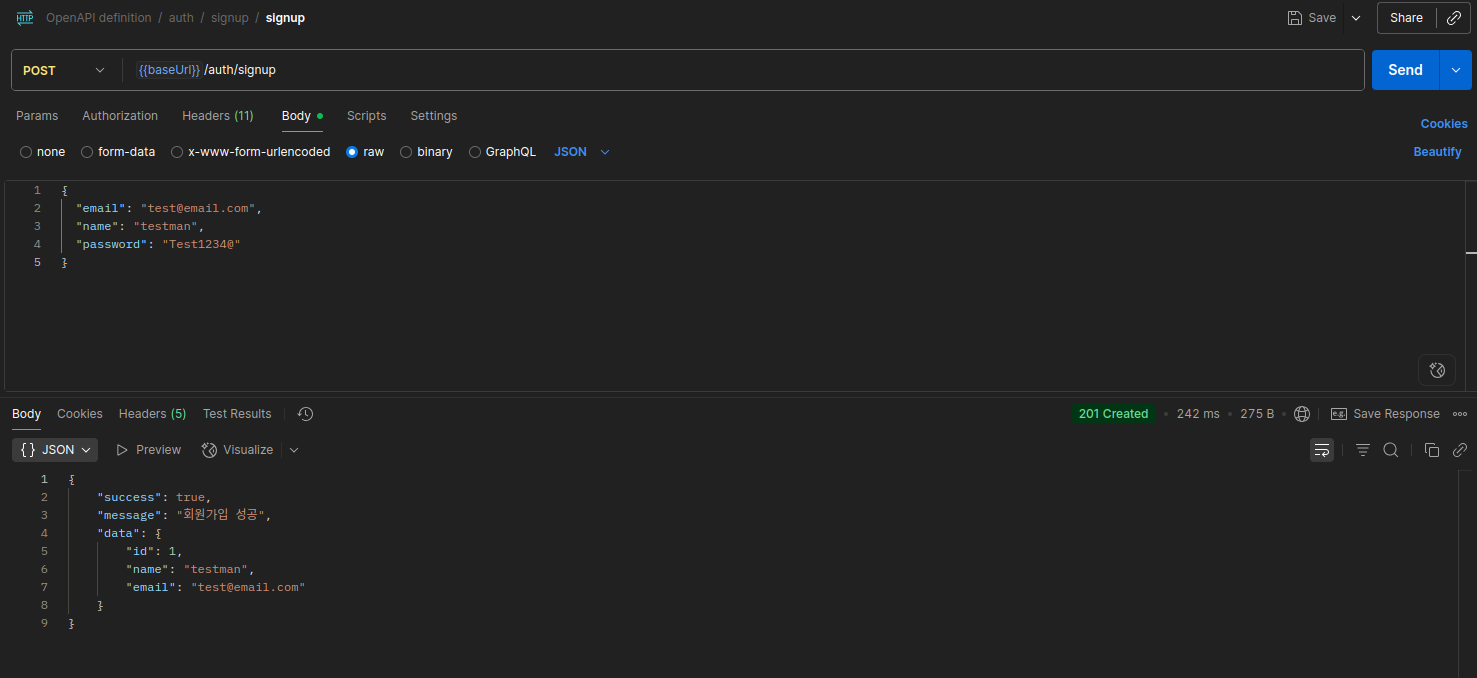 HTTP OpenAPI definition / auth / signup / signup Save Share
POST {{baseUrl}}/auth/signup Send
Params Authorization Headers (11) Body Scripts Settings Cookies
none form-data x-www-form-urlencoded raw binary GraphQL JSON Beautify
1 {
2 "email": "test@email.com",
3 "name": "testman",
4 "password": "Test1234@"
5 }
Body Cookies Headers (5) Test Results 201 Created • 242 ms • 275 B • e.g. Save Response
{} JSON Preview Visualize
1 {
2 "success": true,
3 "message": "회원가입 성공",
4 "data": {
5 "id": 1,
6 "name": "testman",
7 "email": "test@email.com"
8 }
9 }